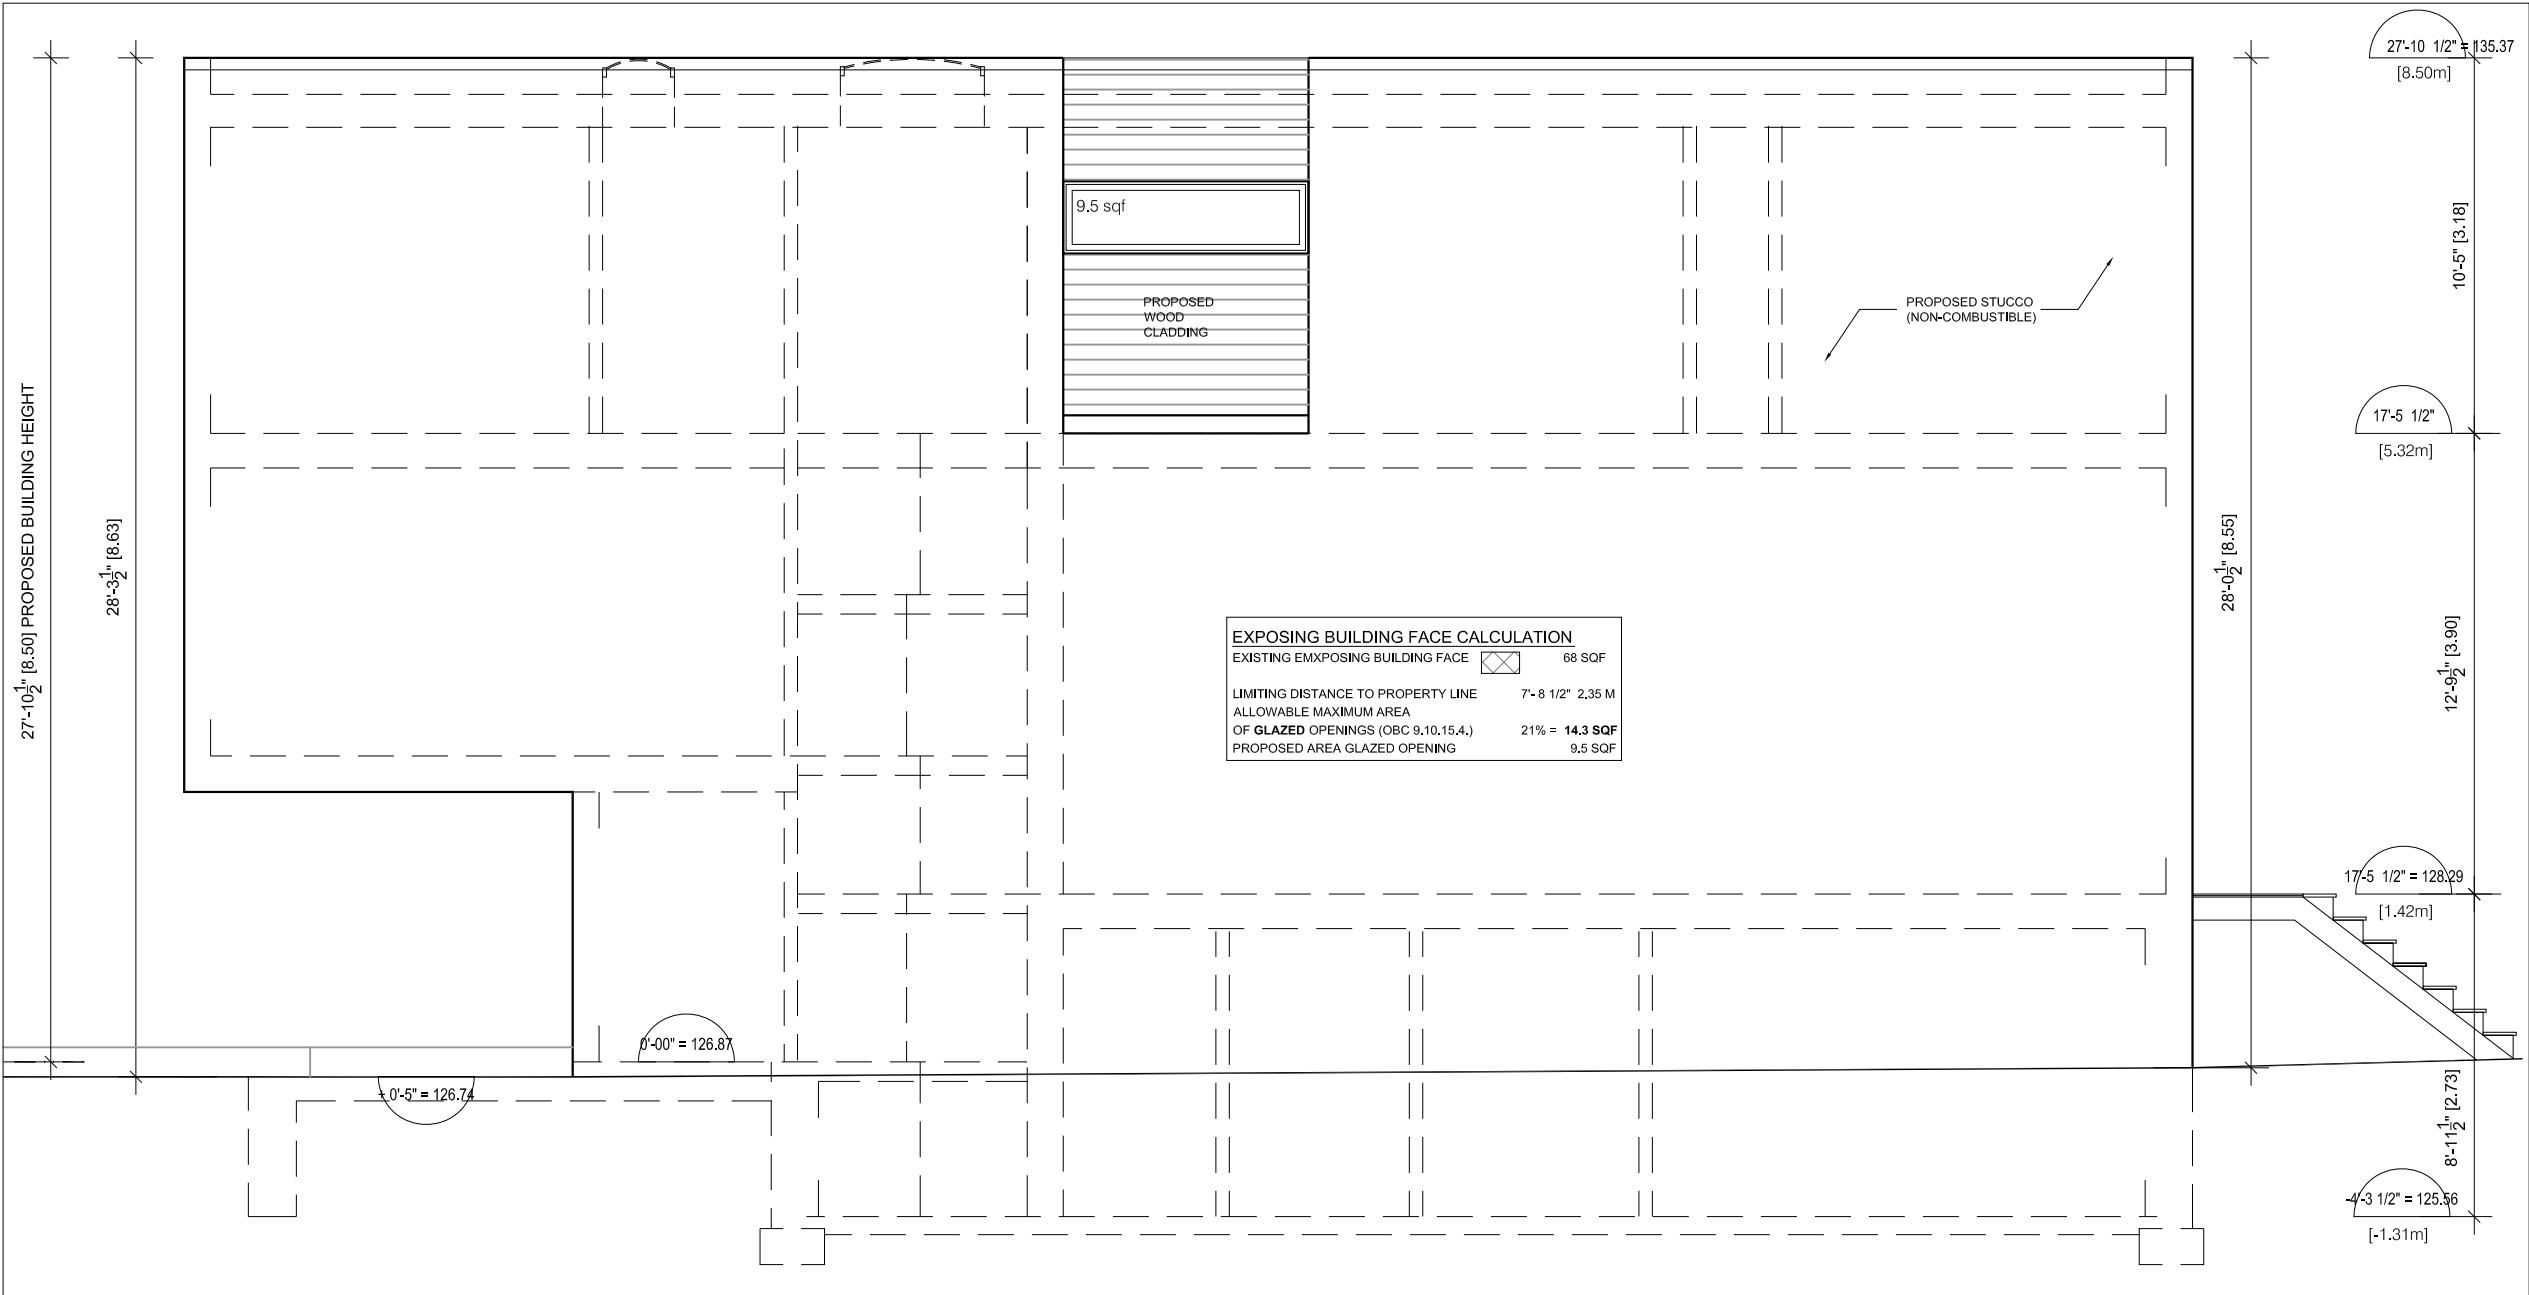 27'-10 1/2" = 135.37
[8.50m]
9.5 sqf
10'-5" [3.18]
PROPOSED
WOOD
CLADDING
PROPOSED STUCCO
(NON-COMBUSTIBLE)
17'-5 1/2"
[5.32m]
27'-10 1/2" [8.50] PROPOSED BUILDING HEIGHT
28'-3 1/2" [8.63]
28'-0 1/2" [8.55]
EXPOSING BUILDING FACE CALCULATION
EXISTING EMXPOSING BUILDING FACE 68 SQF
LIMITING DISTANCE TO PROPERTY LINE 7'- 8 1/2" 2.35 M
ALLOWABLE MAXIMUM AREA
OF GLAZED OPENINGS (OBC 9.10.15.4.) 21% = 14.3 SQF
PROPOSED AREA GLAZED OPENING 9.5 SQF
12'-9 1/2" [3.90]
17'-5 1/2" = 128.29
[1.42m]
0'-00" = 126.87
+ 0'-5" = 126.74
8'-11 1/2" [2.73]
-4'-3 1/2" = 125.56
[-1.31m]